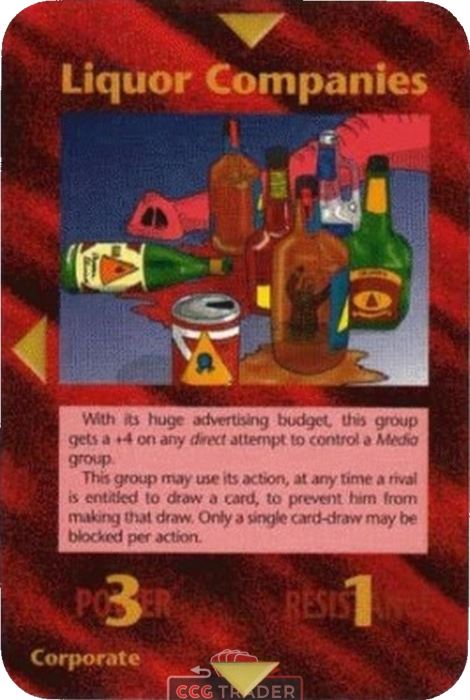 Liquor Companies
With its huge advertising budget, this group
gets a +4 on any direct attempt to control a Media
group.
This group may use its action, at any time a rival
is entitled to draw a card, to prevent him from
making that draw. Only a single card-draw may be
blocked per action.
POWER 3 RESISTANCE 1
Corporate
CCG TRADER